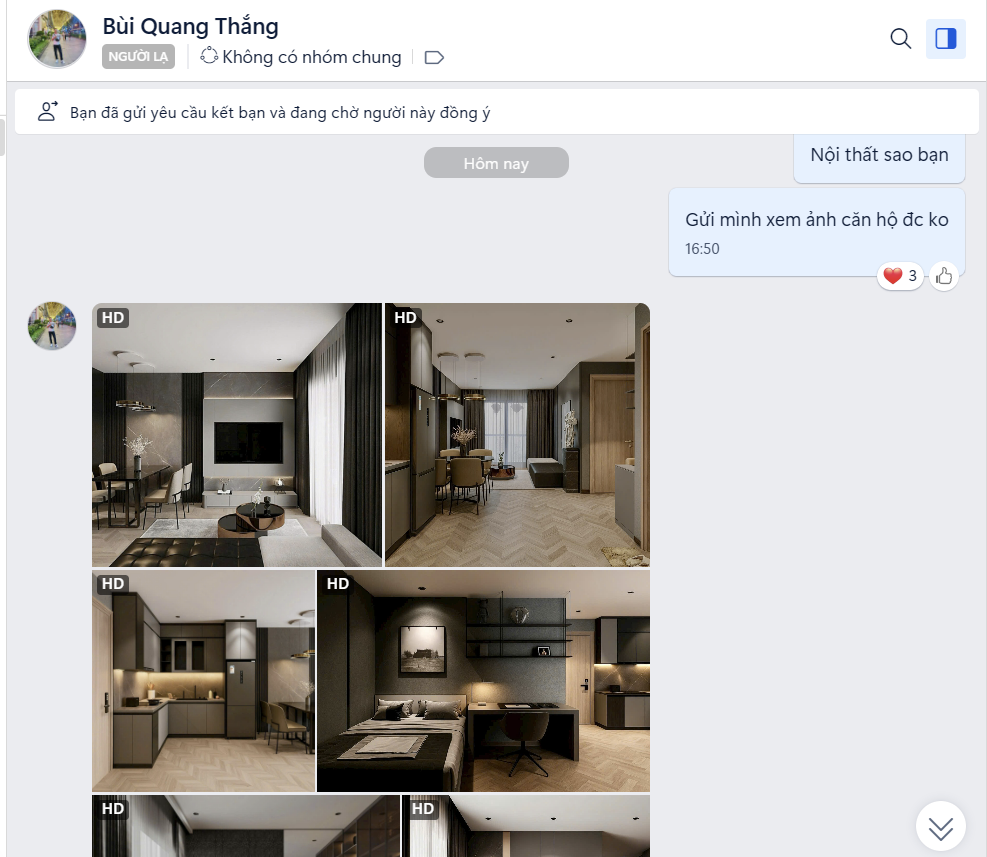 Bùi Quang Thắng
NGƯỜI LẠ
Không có nhóm chung
Bạn đã gửi yêu cầu kết bạn và đang chờ người này đồng ý
Nội thất sao bạn
Hôm nay
Gửi mình xem ảnh căn hộ đc ko
16:50
3
HD
HD
HD
HD
HD
HD